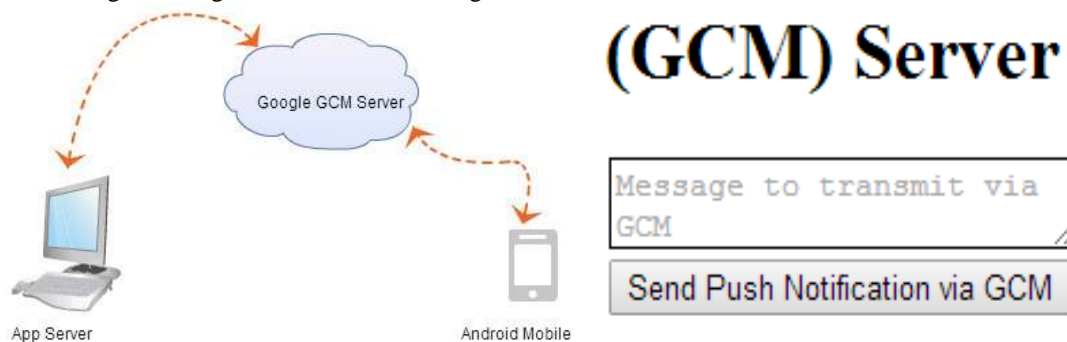 Google GCM Server
App Server
Android Mobile
(GCM) Server
Message to transmit via
GCM
Send Push Notification via GCM